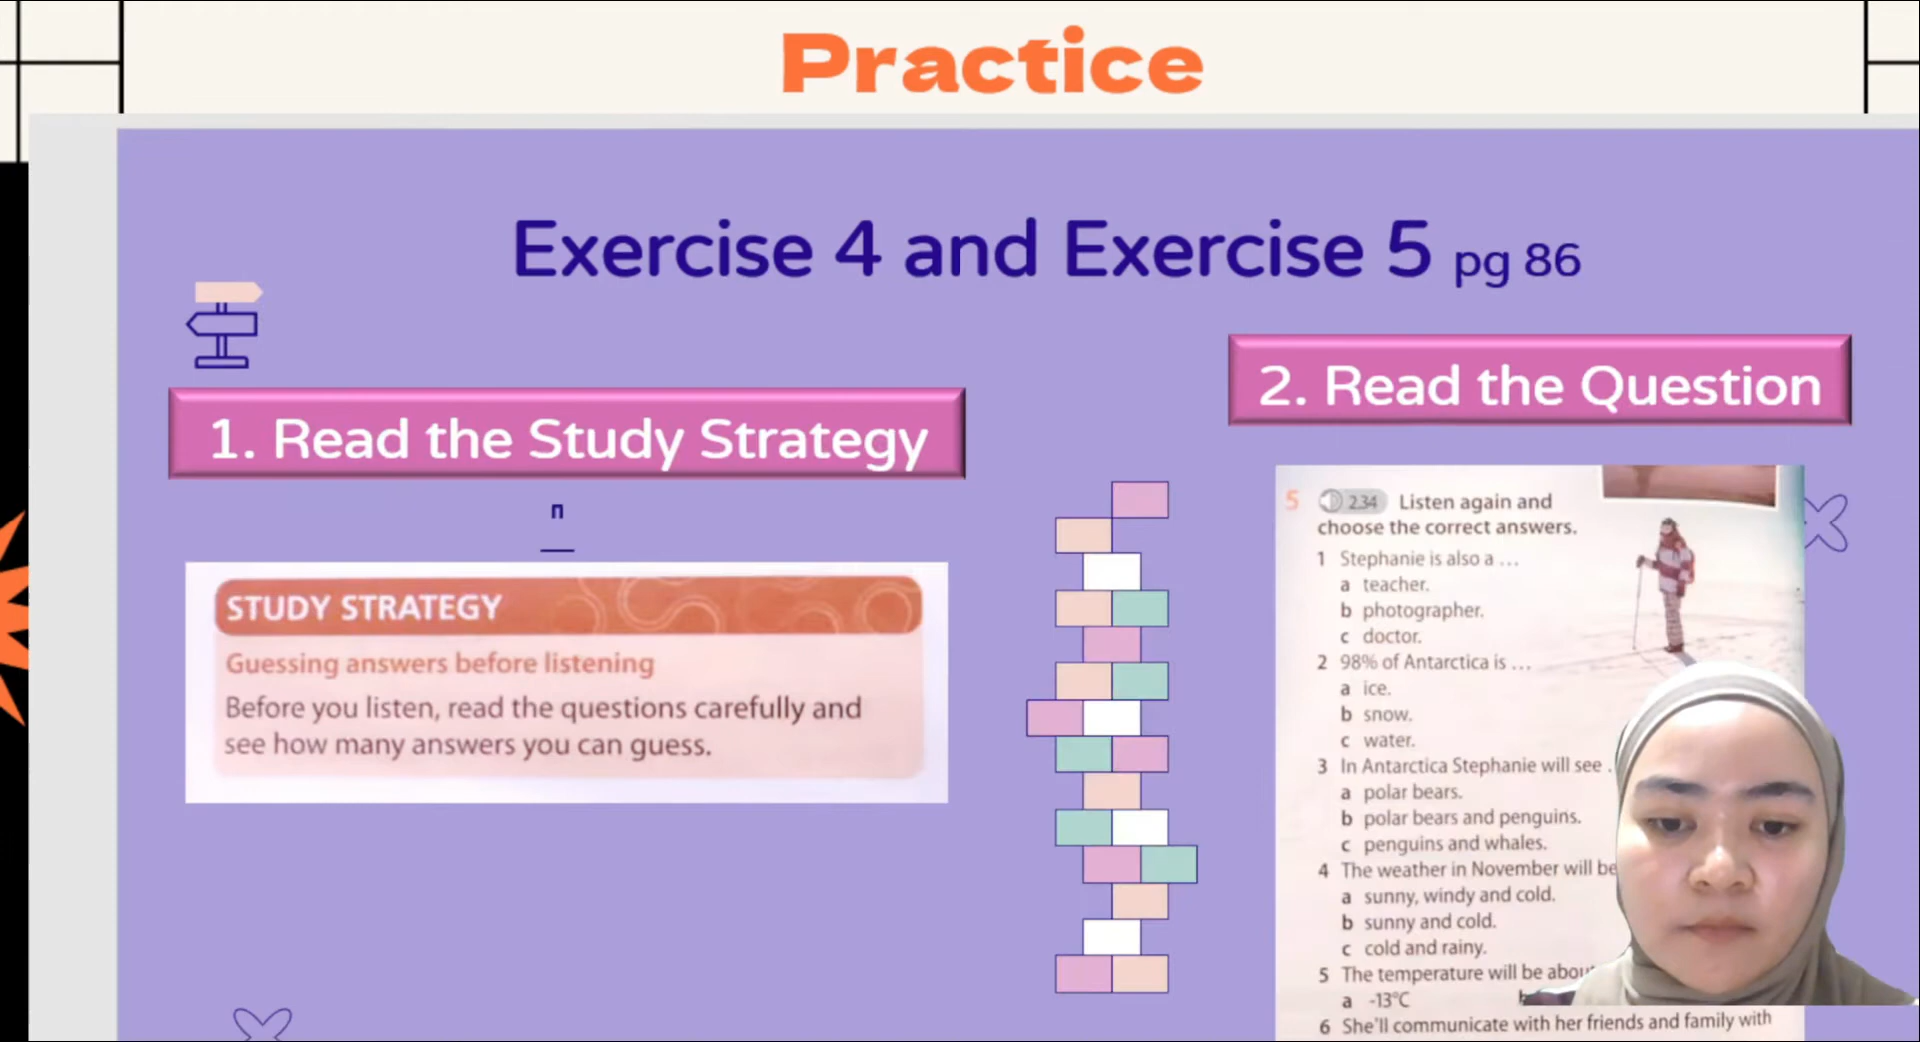 Practice
Exercise 4 and Exercise 5 pg 86
1. Read the Study Strategy
n
STUDY STRATEGY
Guessing answers before listening
Before you listen, read the questions carefully and
see how many answers you can guess.
2. Read the Question
5 2.34 Listen again and
choose the correct answers.
1 Stephanie is also a ...
a teacher.
b photographer.
c doctor.
2 98% of Antarctica is ...
a ice.
b snow.
c water.
3 In Antarctica Stephanie will see .
a polar bears.
b polar bears and penguins.
c penguins and whales.
4 The weather in November will be
a sunny, windy and cold.
b sunny and cold.
c cold and rainy.
5 The temperature will be about
a -13°C
6 She'll communicate with her friends and family with